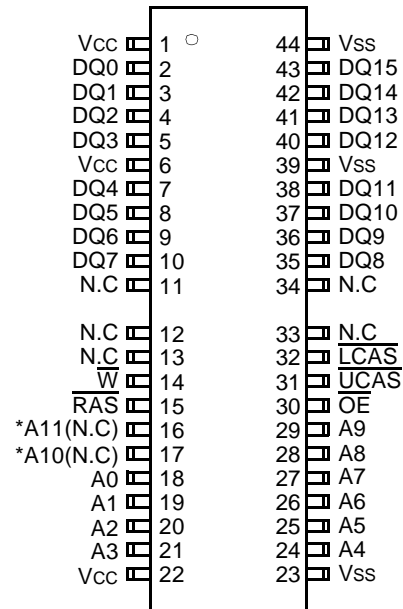 Vcc 1 44 Vss
DQ0 2 43 DQ15
DQ1 3 42 DQ14
DQ2 4 41 DQ13
DQ3 5 40 DQ12
Vcc 6 39 Vss
DQ4 7 38 DQ11
DQ5 8 37 DQ10
DQ6 9 36 DQ9
DQ7 10 35 DQ8
N.C 11 34 N.C
N.C 12 33 N.C
N.C 13 32 LCAS
W 14 31 UCAS
RAS 15 30 OE
*A11(N.C) 16 29 A9
*A10(N.C) 17 28 A8
A0 18 27 A7
A1 19 26 A6
A2 20 25 A5
A3 21 24 A4
Vcc 22 23 Vss